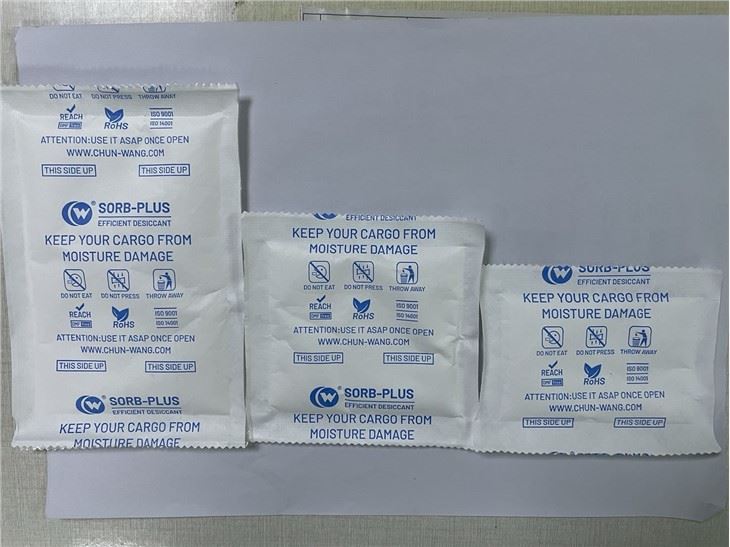 DO NOT EAT DO NOT PRESS THROW AWAY
REACH RoHS ISO 9001
ISO 14001
ATTENTION:USE IT ASAP ONCE OPEN
WWW.CHUN-WANG.COM
THIS SIDE UP THIS SIDE UP
CW® SORB-PLUS
EFFICIENT DESICCANT
KEEP YOUR CARGO FROM
MOISTURE DAMAGE
DO NOT EAT DO NOT PRESS THROW AWAY
REACH RoHS ISO 9001
ISO 14001
ATTENTION:USE IT ASAP ONCE OPEN
WWW.CHUN-WANG.COM
THIS SIDE UP THIS SIDE UP
CW® SORB-PLUS
EFFICIENT DESICCANT
KEEP YOUR CARGO FROM
MOISTURE DAMAGE
EFFICIENT DESICCANT
KEEP YOUR CARGO FROM
MOISTURE DAMAGE
DO NOT EAT DO NOT PRESS THROW AWAY
REACH RoHS ISO 9001
ISO 14001
ATTENTION:USE IT ASAP ONCE OPEN
WWW.CHUN-WANG.COM
THIS SIDE UP THIS SIDE UP
CW® SORB-PLUS
EFFICIENT DESICCANT
KEEP YOUR CARGO FROM
MOISTURE DAMAGE
CW SORB-PLUS
EFFICIENT DESICCANT
KEEP YOUR CARGO FROM
MOISTURE DAMAGE
DO NOT EAT DO NOT PRESS THROW AWAY
REACH RoHS ISO 9001
ISO 14001
ATTENTION:USE IT ASAP ONCE OPEN
WWW.CHUN-WANG.COM
THIS SIDE UP THIS SIDE UP